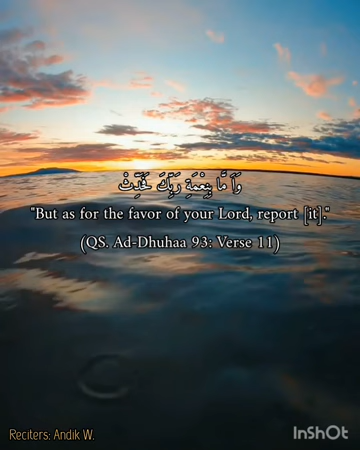 وَاَ مَّا بِنِعْمَةِ رَبِّكَ فَحَدِّثْ
"But as for the favor of your Lord, report [it]."
(QS. Ad-Dhuhaa 93: Verse 11)
Reciters: Andik W.
InShOt